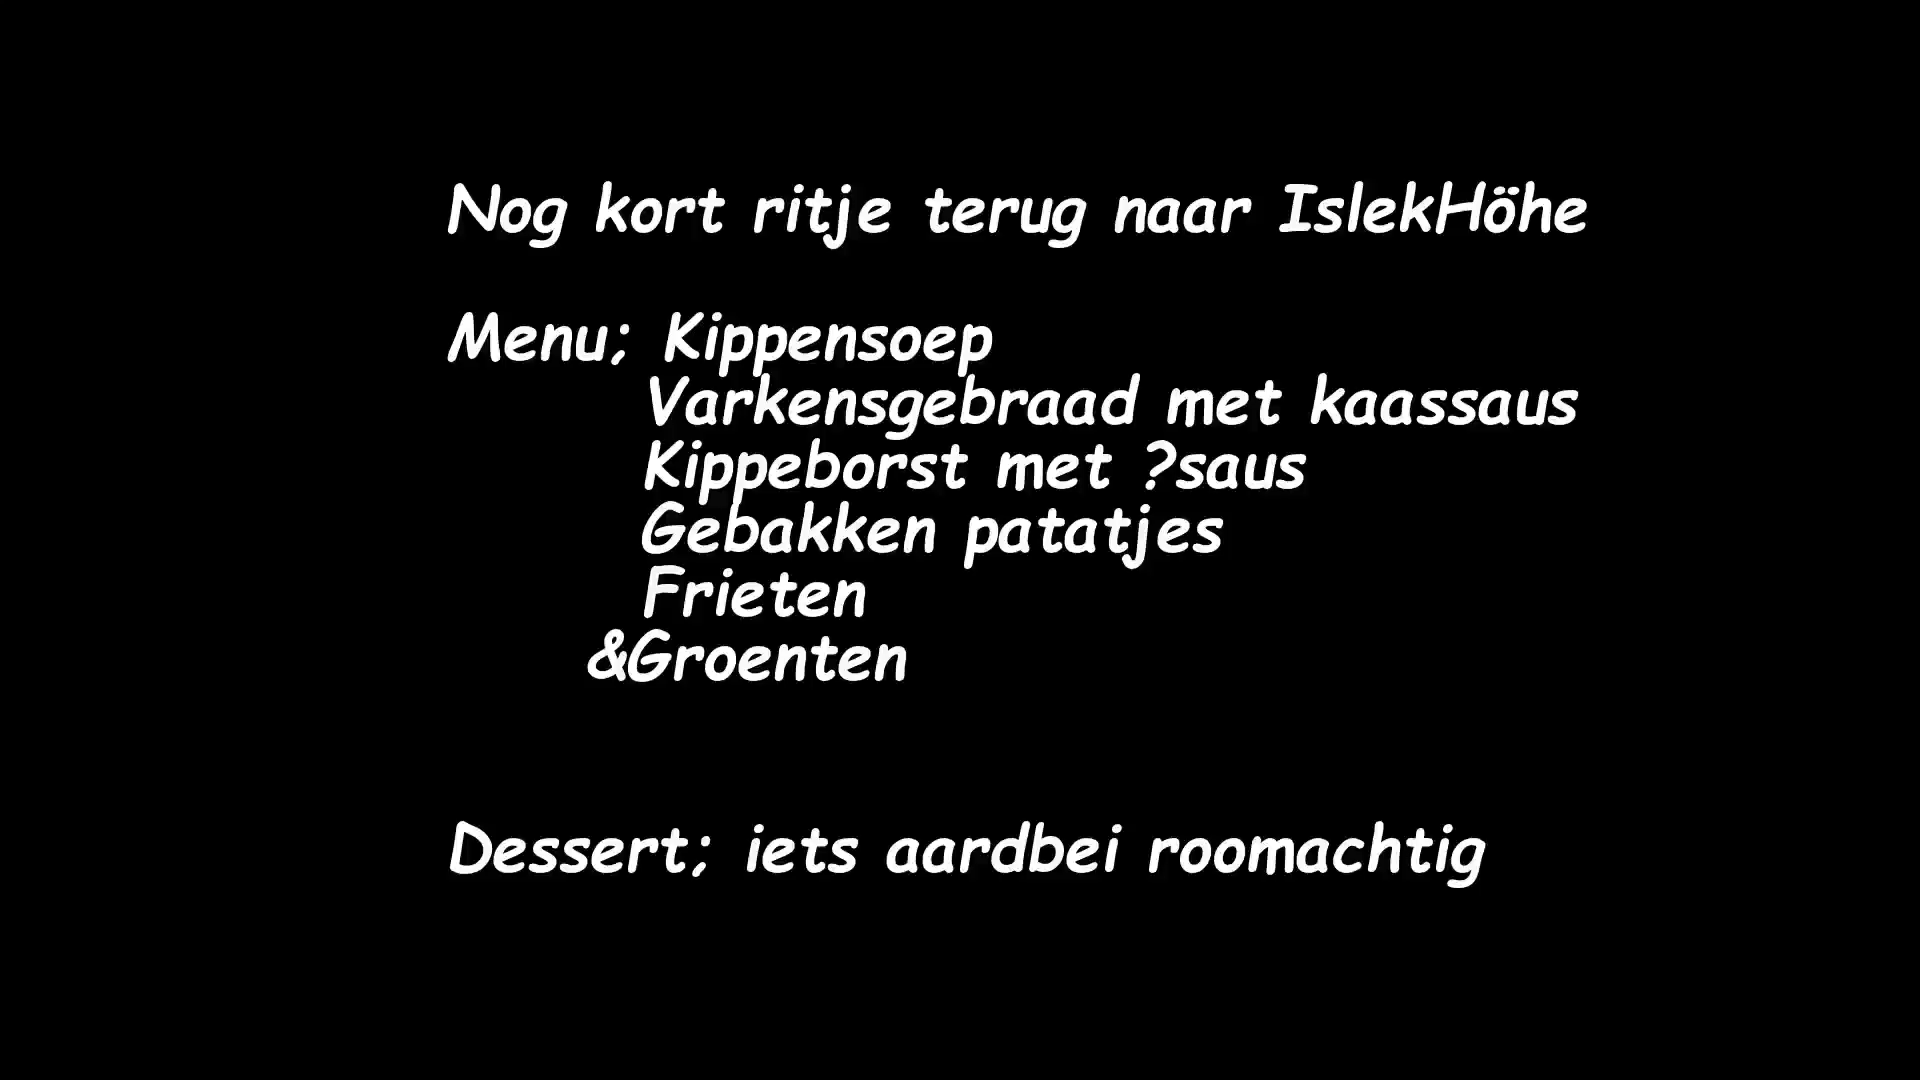 Nog kort ritje terug naar IslekHöhe
Menu; Kippensoep
Varkensgebraad met kaassaus
Kippeborst met ?saus
Gebakken patatjes
Frieten
&Groenten
Dessert; iets aardbei roomachtig